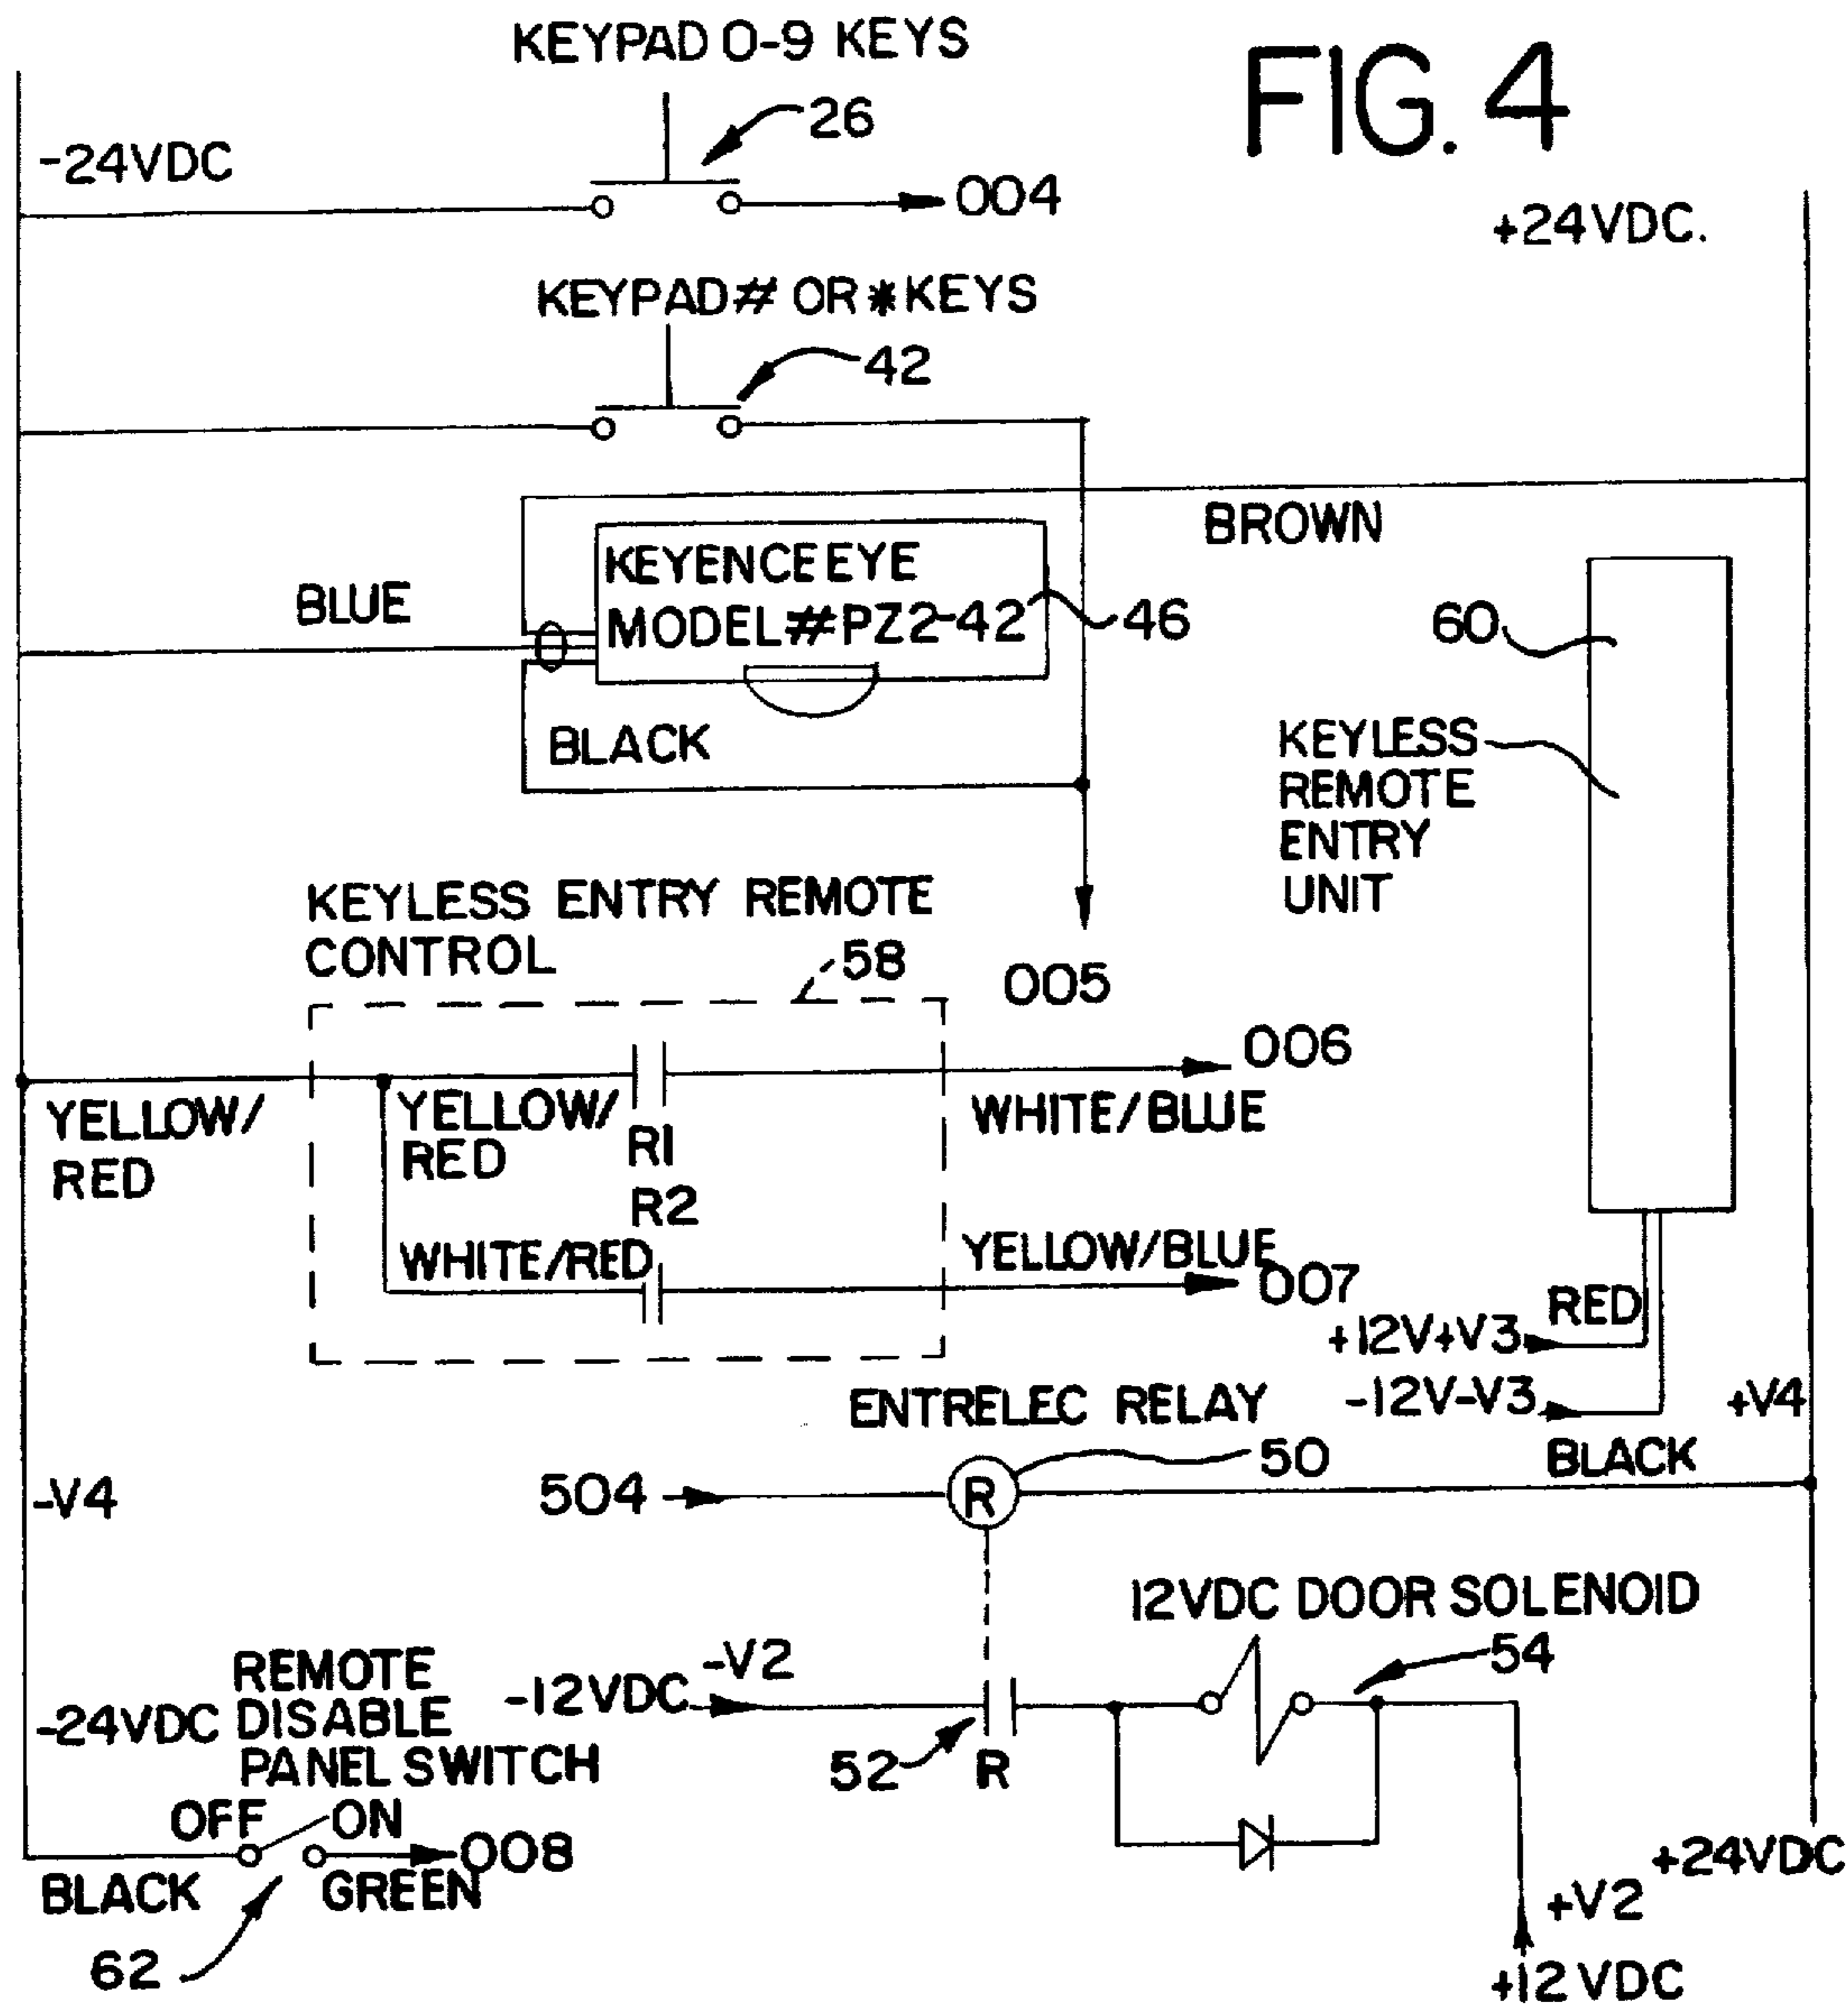 KEYPAD 0-9 KEYS
FIG. 4
26
-24VDC
004
+24VDC.
KEYPAD # OR * KEYS
42
BROWN
KEYENCE EYE
MODEL # PZ2-42
46
BLUE
60
BLACK
KEYLESS
REMOTE
ENTRY
UNIT
KEYLESS ENTRY REMOTE
CONTROL
58
005
006
YELLOW/
RED
YELLOW/
RED
R1
WHITE/BLUE
R2
WHITE/RED
YELLOW/BLUE
007
RED
+12V+V3
-12V-V3
+V4
BLACK
ENTRELEC RELAY
50
-V4
504
R
12VDC DOOR SOLENOID
54
-V2
-12VDC
52
R
REMOTE
-24VDC DISABLE
PANEL SWITCH
OFF
ON
008
BLACK
GREEN
62
+24VDC
+V2
+12 VDC